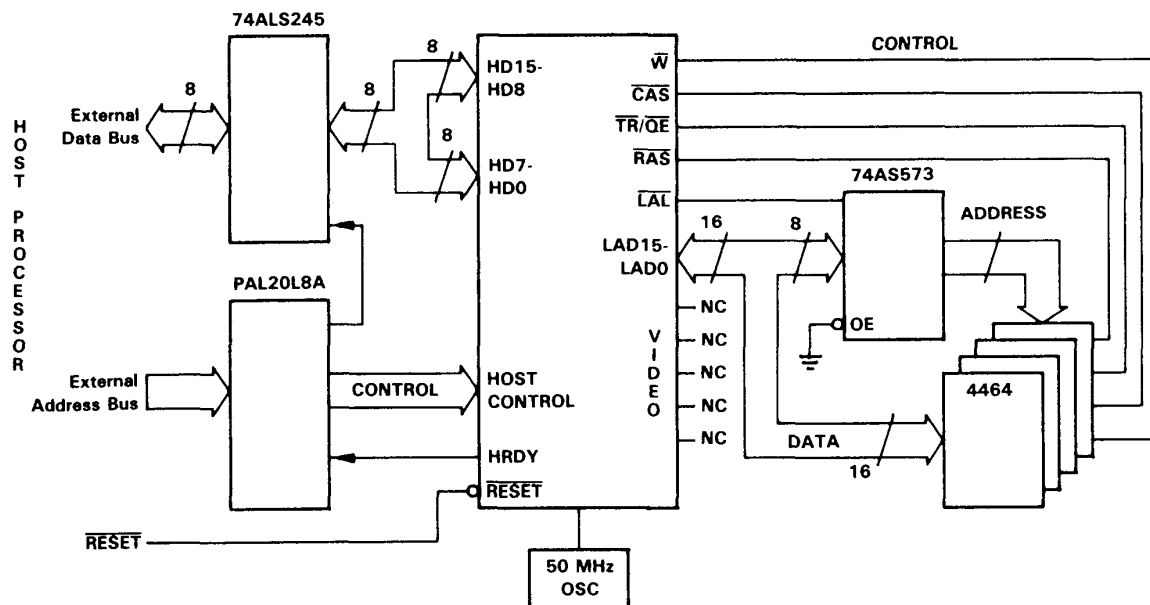 74ALS245
HOST PROCESSOR
External
Data Bus
8
8
8
8
HD15-
HD8
HD7-
HD0
PAL20L8A
External
Address Bus
CONTROL
HOST
CONTROL
HRDY
RESET
RESET
50 MHz
OSC
W
CAS
TR/QE
RAS
LAL
LAD15-
LAD0
VIDEO
NC
NC
NC
NC
NC
CONTROL
74AS573
16
8
OE
ADDRESS
4464
DATA
16